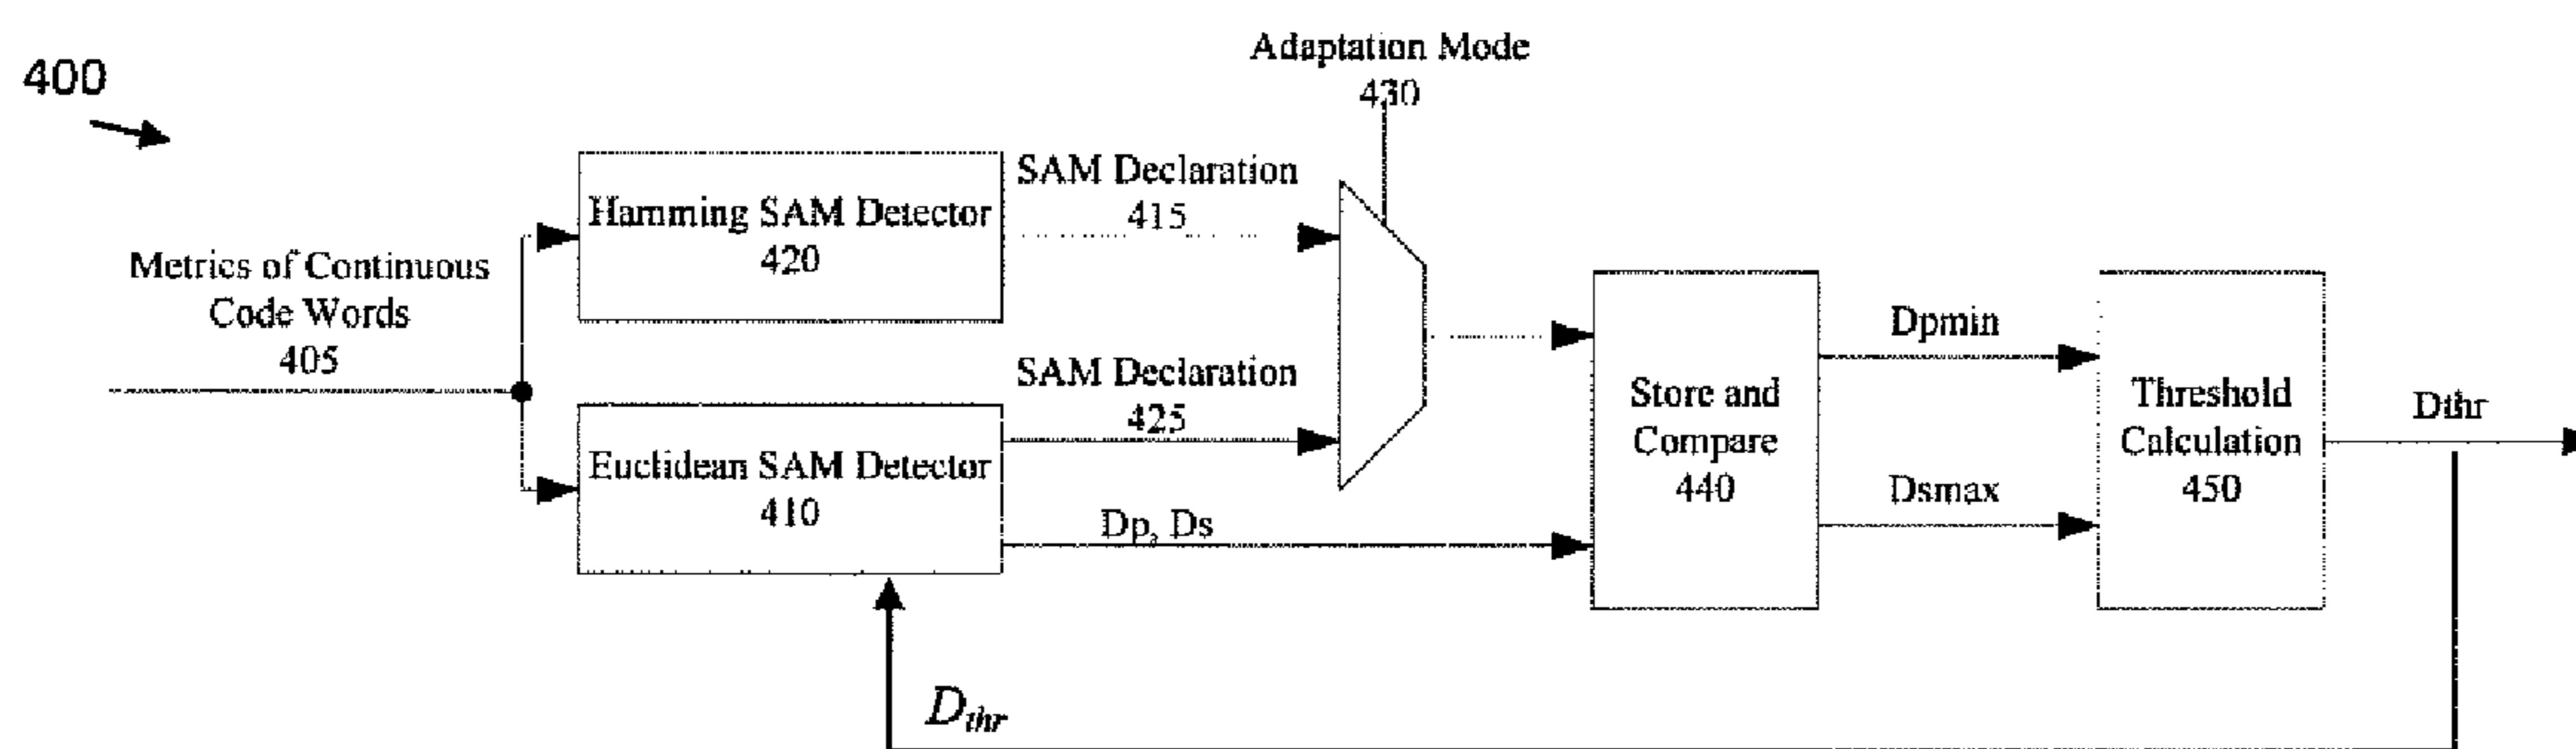 400
Adaptation Mode
430
Metrics of Continuous
Code Words
405
Hamming SAM Detector
420
SAM Declaration
415
Euclidean SAM Detector
410
SAM Declaration
425
Dp, Ds
Store and
Compare
440
Dpmin
Dsmax
Threshold
Calculation
450
Dthr
Dthr